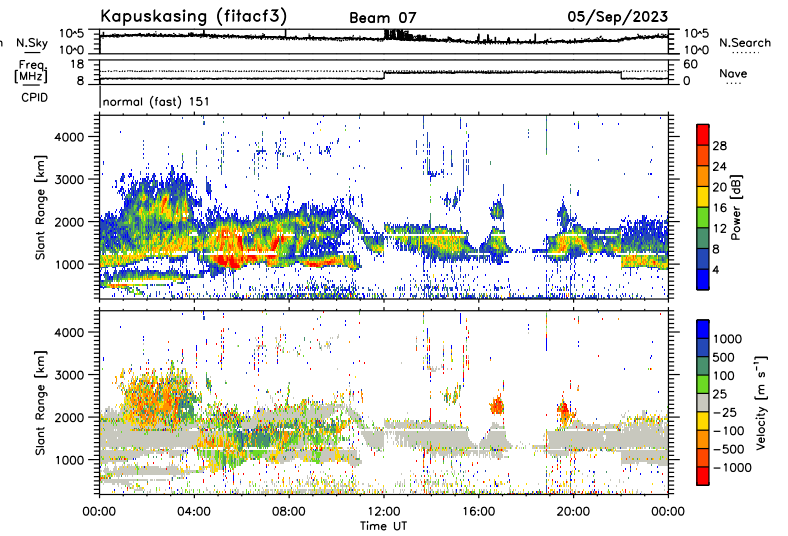 Kapuskasing (fitacf3) Beam 07 05/Sep/2023
N.Sky 10^5 10^5 N.Search
10^0 10^0
Freq. 18 60 Nave
[MHz] 8 0
CPID normal (fast) 151
4000
3000
2000
1000
Slant Range [km]
28
24
20
16
12
8
4
Power [dB]
4000
3000
2000
1000
Slant Range [km]
1000
500
100
25
-25
-100
-500
-1000
Velocity [m s⁻¹]
00:00 04:00 08:00 12:00 16:00 20:00 00:00
Time UT